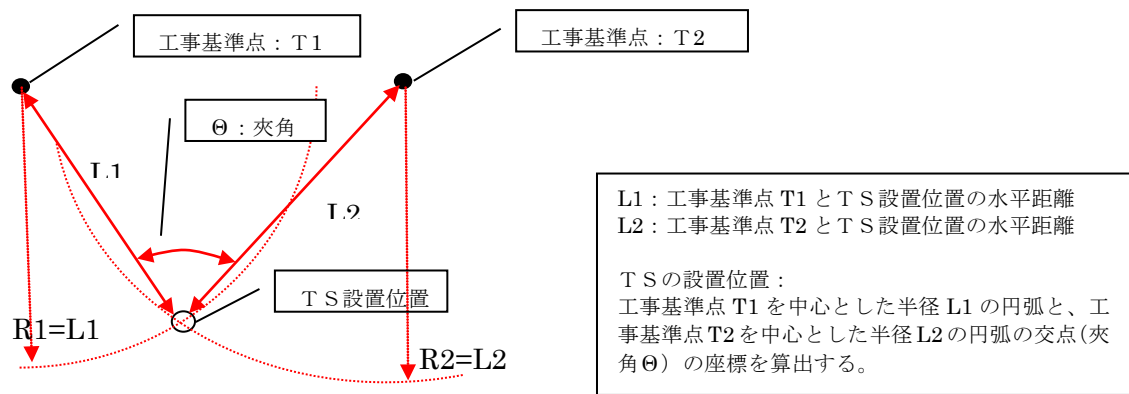 工事基準点：Ｔ1
工事基準点：Ｔ2
Θ：夾角
L1
L2
ＴＳ設置位置
R1=L1
R2=L2
L1：工事基準点 T1 とＴＳ設置位置の水平距離
L2：工事基準点 T2 とＴＳ設置位置の水平距離
ＴＳの設置位置：
工事基準点 T1 を中心とした半径 L1 の円弧と、工
事基準点 T2 を中心とした半径 L2 の円弧の交点(夾
角Θ）の座標を算出する。